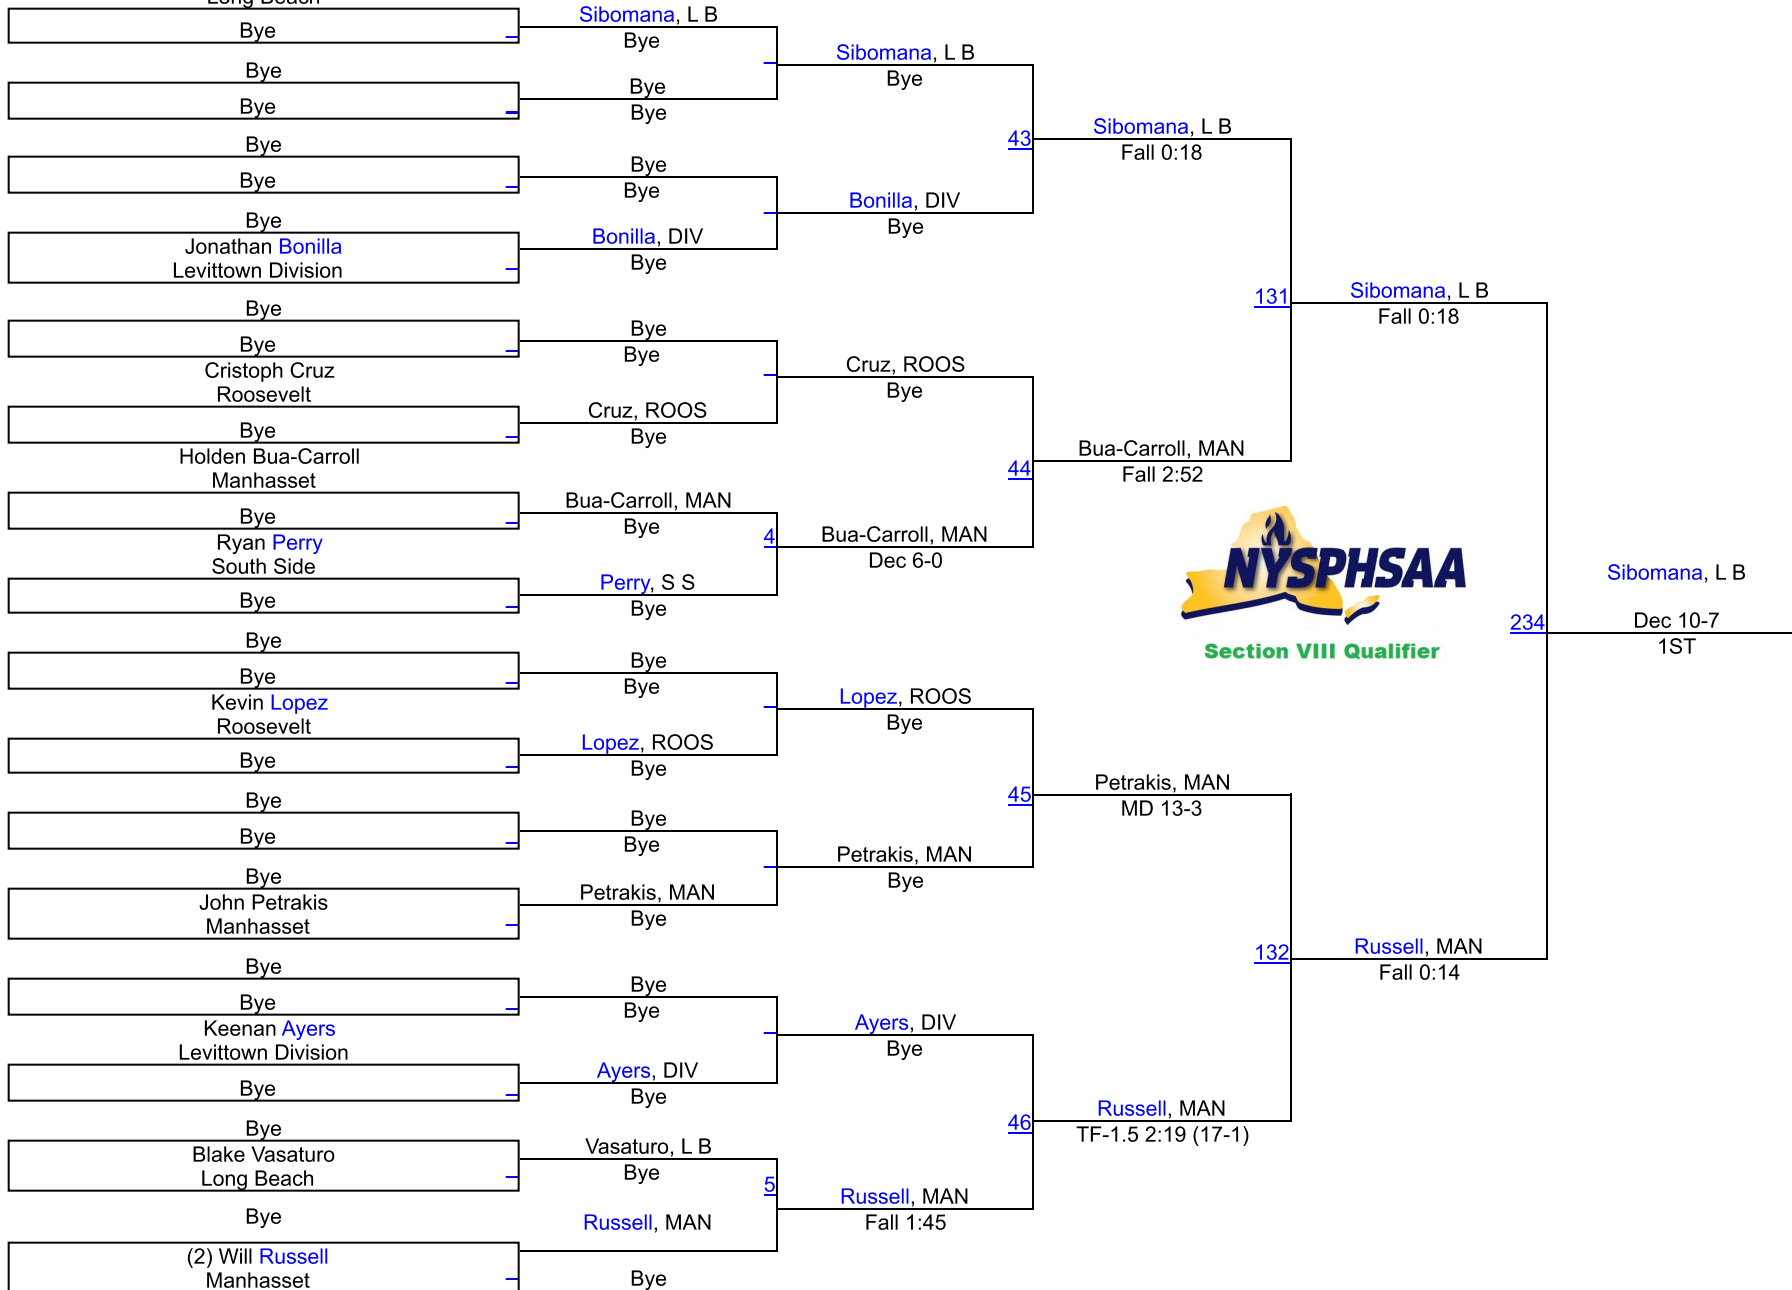 Long Beach
Bye
Bye
Bye
Bye
Bye
Bye
Jonathan Bonilla
Levittown Division
Bye
Bye
Cristoph Cruz
Roosevelt
Bye
Holden Bua-Carroll
Manhasset
Bye
Ryan Perry
South Side
Bye
Bye
Bye
Kevin Lopez
Roosevelt
Bye
Bye
Bye
Bye
John Petrakis
Manhasset
Bye
Bye
Keenan Ayers
Levittown Division
Bye
Bye
Blake Vasaturo
Long Beach
Bye
(2) Will Russell
Manhasset
Sibomana, L B
Bye
Bye
Bye
Bye
Bye
Bonilla, DIV
Bye
Bye
Bye
Cruz, ROOS
Bye
Bua-Carroll, MAN
Bye
4
Perry, S S
Bye
Bye
Bye
Lopez, ROOS
Bye
Bye
Bye
Petrakis, MAN
Bye
Bye
Bye
Ayers, DIV
Bye
Vasaturo, L B
Bye
5
Russell, MAN
Bye
Sibomana, L B
Bye
43
Bonilla, DIV
Bye
Cruz, ROOS
Bye
44
Bua-Carroll, MAN
Dec 6-0
Lopez, ROOS
Bye
45
Petrakis, MAN
Bye
Ayers, DIV
Bye
46
Russell, MAN
Fall 1:45
Sibomana, L B
Fall 0:18
131
Bua-Carroll, MAN
Fall 2:52
NYSPHSAA
Section VIII Qualifier
Petrakis, MAN
MD 13-3
132
Russell, MAN
TF-1.5 2:19 (17-1)
Sibomana, L B
Fall 0:18
234
Russell, MAN
Fall 0:14
Sibomana, L B
Dec 10-7
1ST